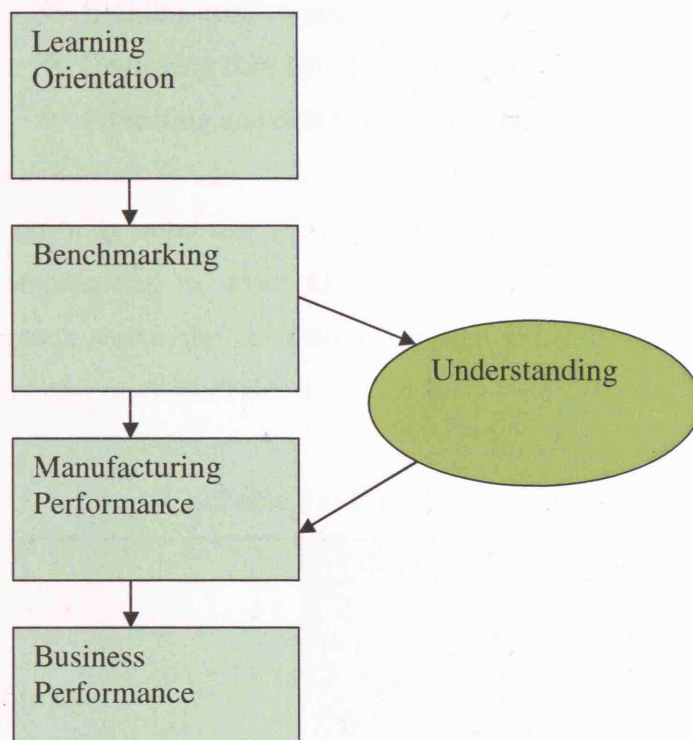 Learning
Orientation
Benchmarking
Understanding
Manufacturing
Performance
Business
Performance